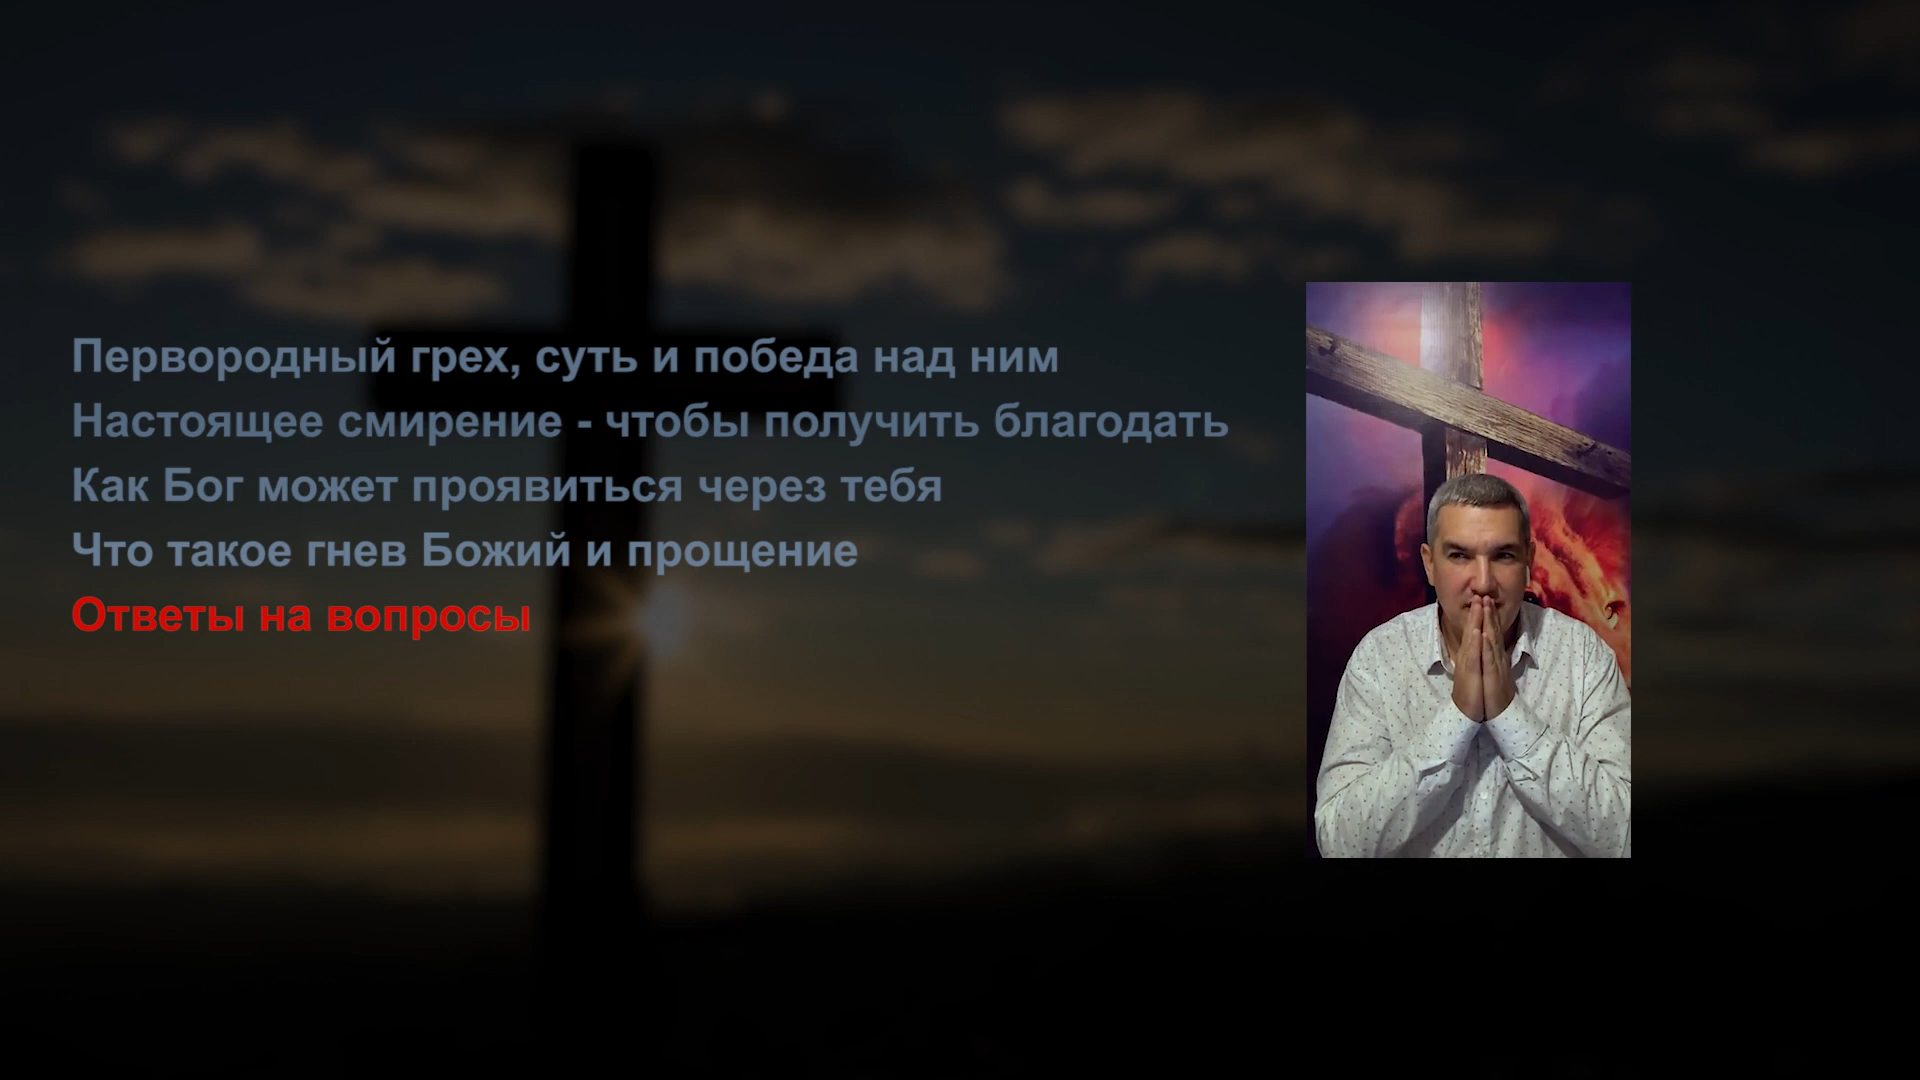 Первородный грех, суть и победа над ним
Настоящее смирение - чтобы получить благодать
Как Бог может проявиться через тебя
Что такое гнев Божий и прощение
Ответы на вопросы